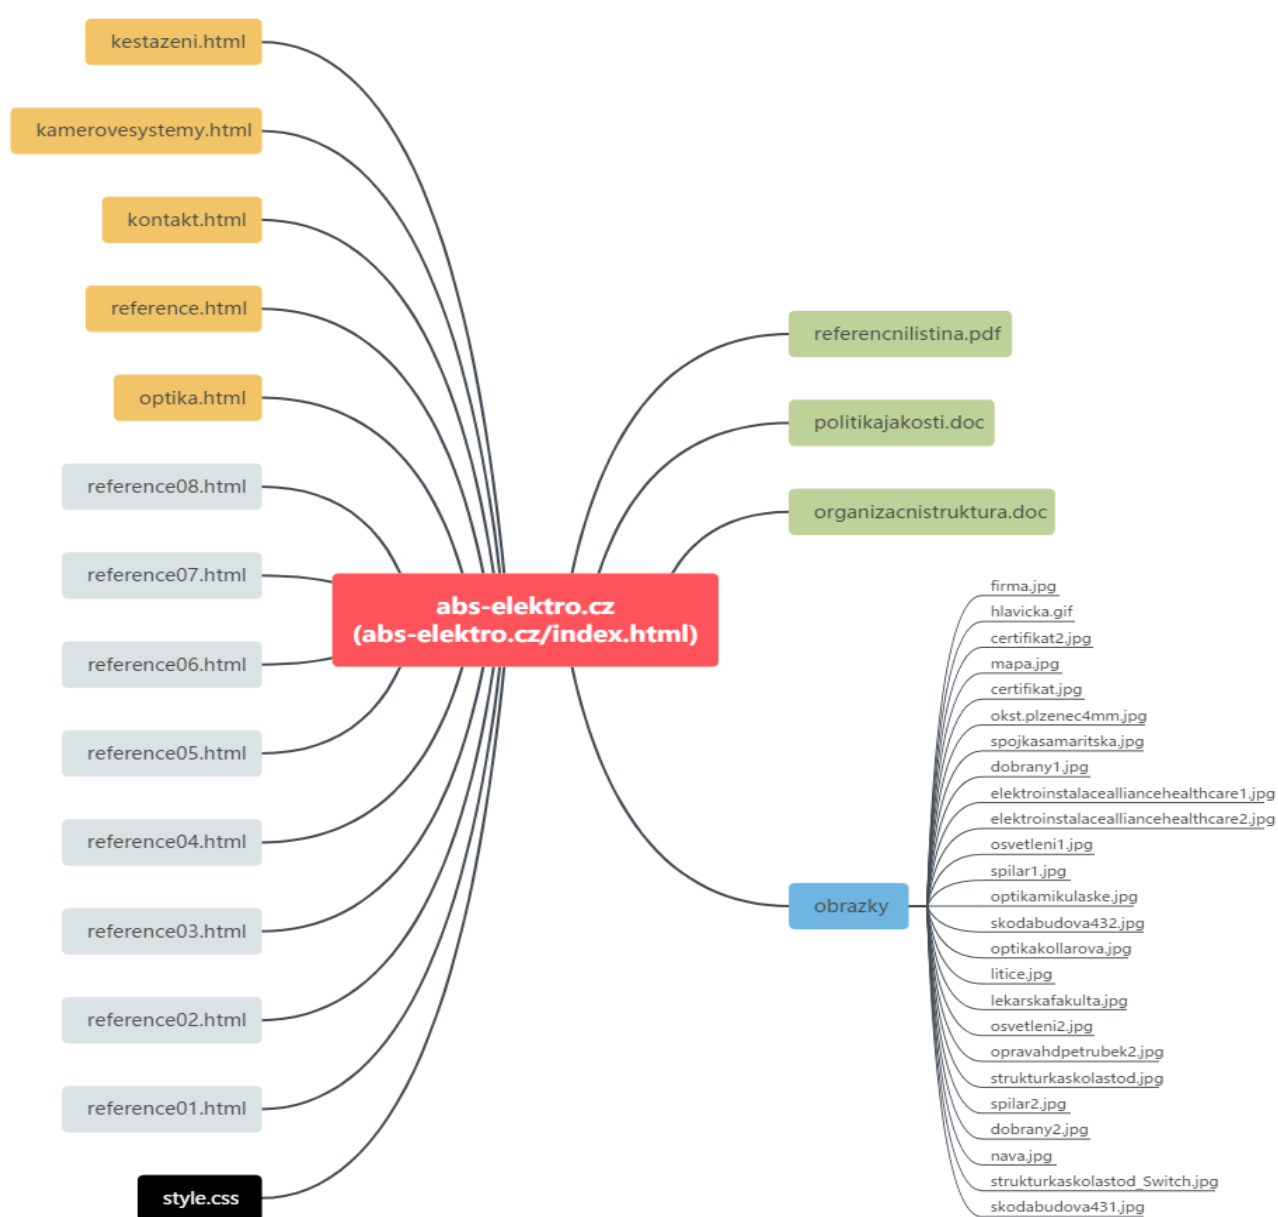 kestazeni.html
kamerovesystemy.html
kontakt.html
reference.html
optika.html
reference08.html
reference07.html
reference06.html
reference05.html
reference04.html
reference03.html
reference02.html
reference01.html
style.css
abs-elektro.cz
(abs-elektro.cz/index.html)
referencnilistina.pdf
politikajakosti.doc
organizacnistruktura.doc
obrazky
firma.jpg
hlavicka.gif
certifikat2.jpg
mapa.jpg
certifikat.jpg
okst.plzenec4mm.jpg
spojkasamaritska.jpg
dobrany1.jpg
elektroinstalacealliancehealthcare1.jpg
elektroinstalacealliancehealthcare2.jpg
osvetleni1.jpg
spilar1.jpg
optikamikulaske.jpg
skodabudova432.jpg
optikakollarova.jpg
litice.jpg
lekarskafakulta.jpg
osvetleni2.jpg
opravahdpetrubek2.jpg
strukturkaskolastod.jpg
spilar2.jpg
dobrany2.jpg
nava.jpg
strukturkaskolastod_Switch.jpg
skodabudova431.jpg